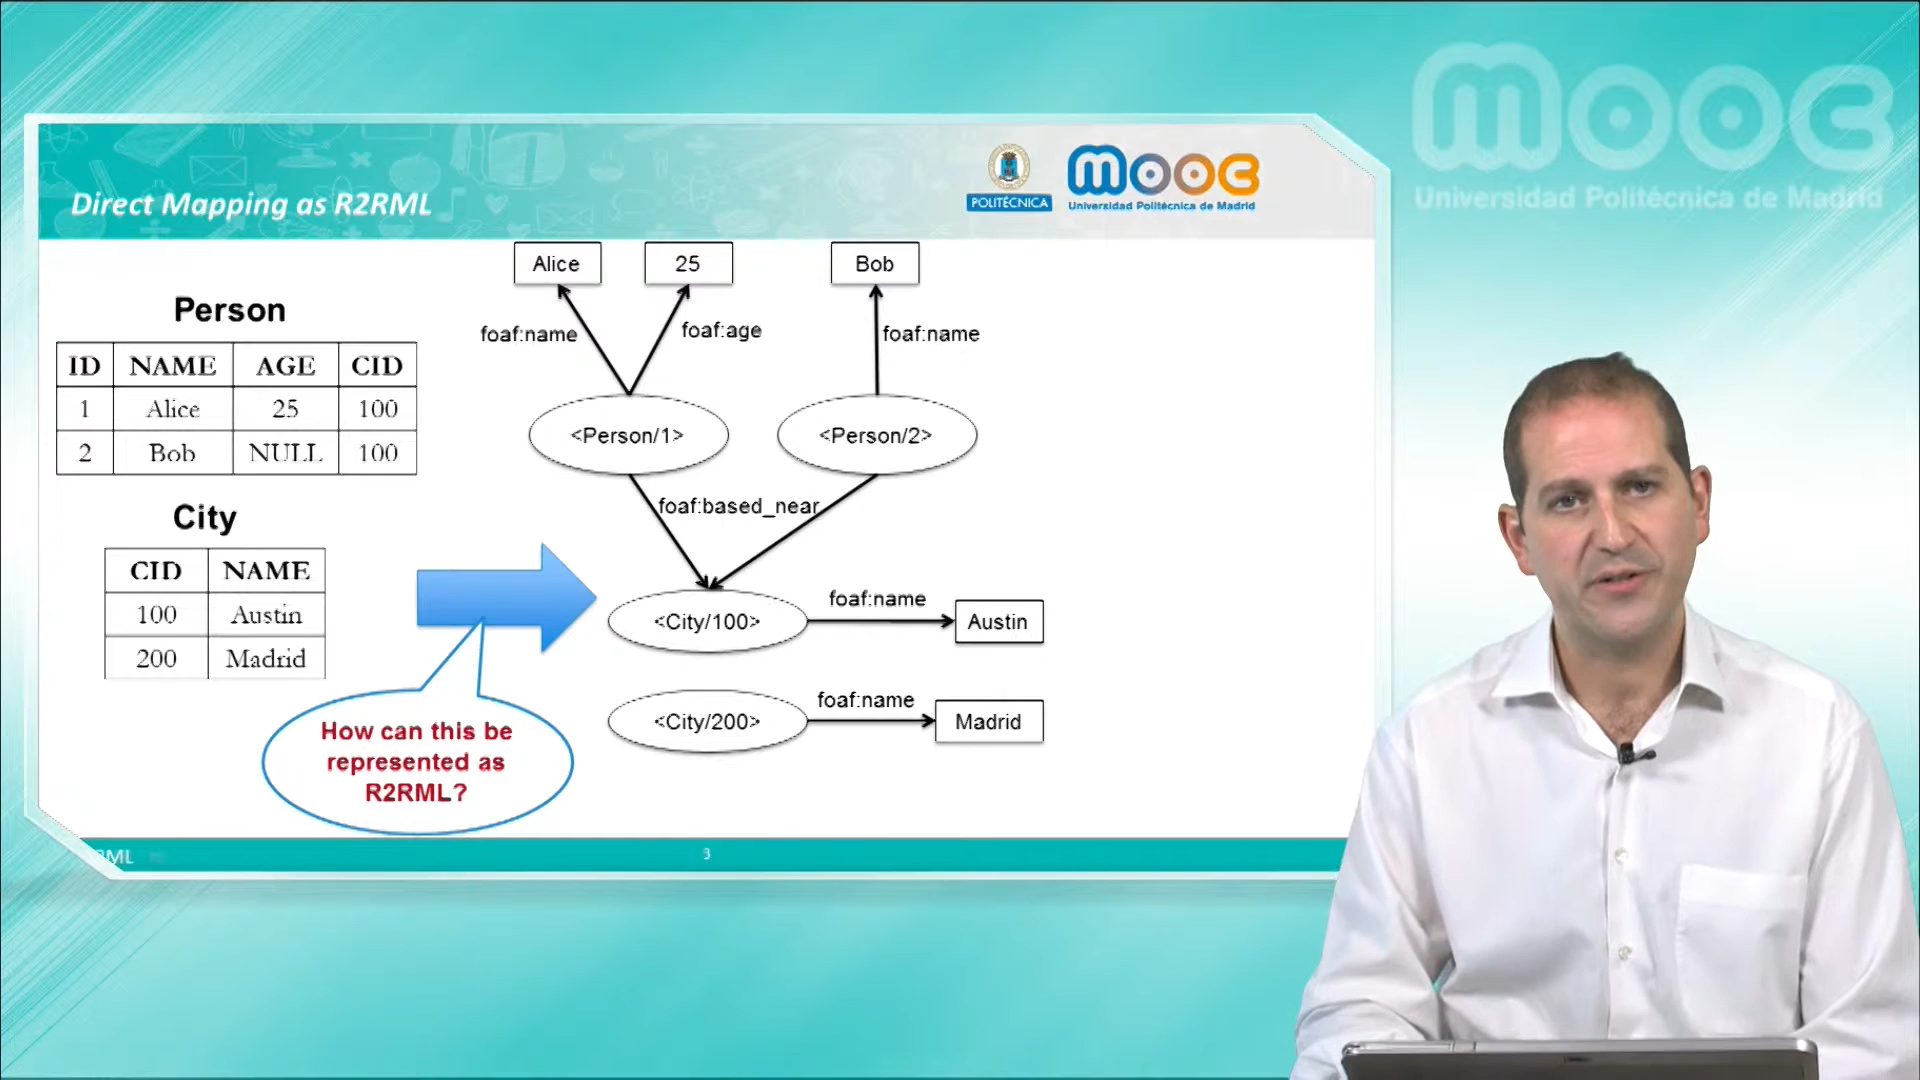 mooc
Universidad Politécnica de Madrid
Direct Mapping as R2RML
POLITÉCNICA
mooc
Universidad Politécnica de Madrid
Person
ID NAME AGE CID
1 Alice 25 100
2 Bob NULL 100
City
CID NAME
100 Austin
200 Madrid
How can this be
represented as
R2RML?
Alice
25
Bob
foaf:name
foaf:age
foaf:name
<Person/1>
<Person/2>
foaf:based_near
<City/100>
foaf:name
Austin
<City/200>
foaf:name
Madrid
3